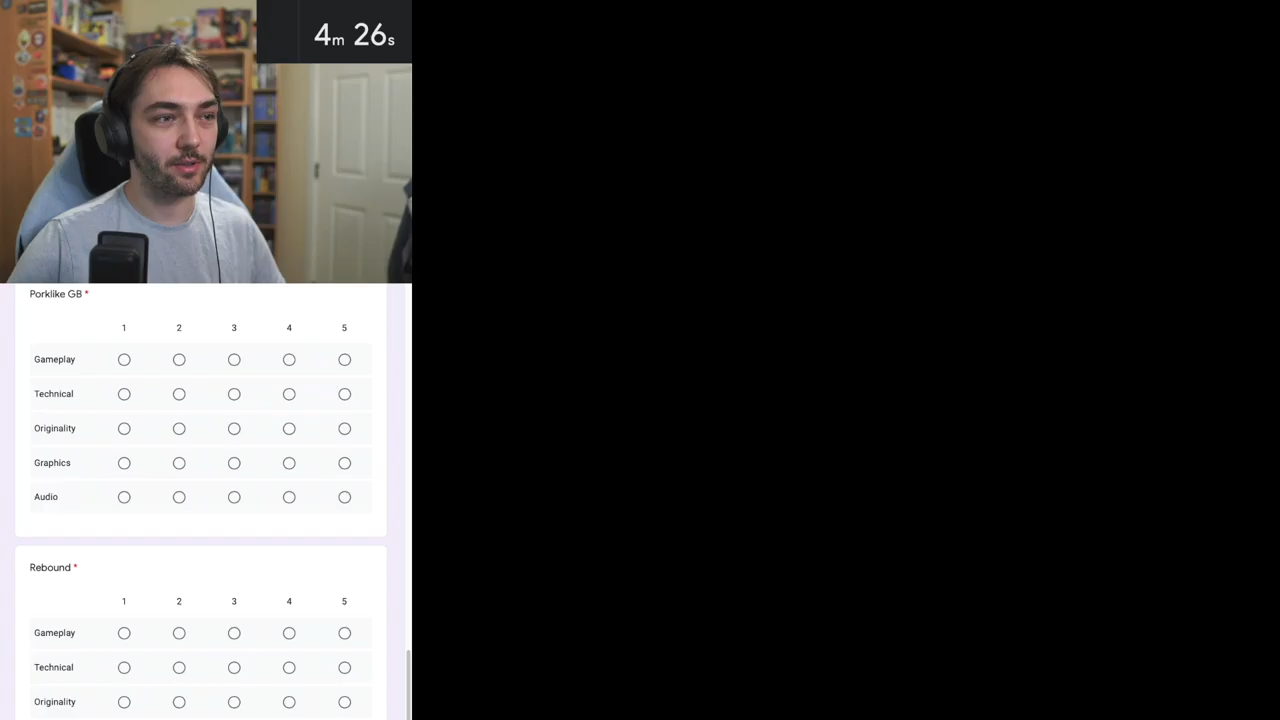 4m 26s
Porklike GB *
1 2 3 4 5
Gameplay
Technical
Originality
Graphics
Audio
Rebound *
1 2 3 4 5
Gameplay
Technical
Originality